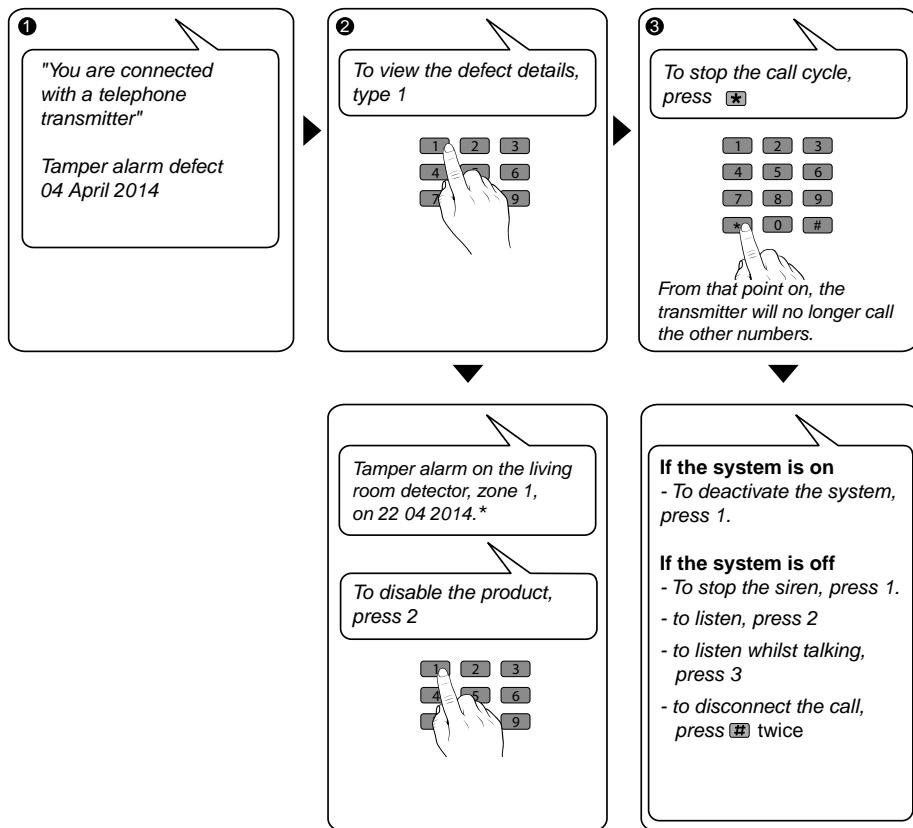 ❶
"You are connected
with a telephone
transmitter"
Tamper alarm defect
04 April 2014
❷
To view the defect details,
type 1
1 2 3
4 5 6
7 9
❸
To stop the call cycle,
press *
1 2 3
4 5 6
7 8 9
* 0 #
From that point on, the
transmitter will no longer call
the other numbers.
Tamper alarm on the living
room detector, zone 1,
on 22 04 2014.*
To disable the product,
press 2
1 2 3
4 5 6
9
If the system is on
- To deactivate the system,
press 1.
If the system is off
- To stop the siren, press 1.
- to listen, press 2
- to listen whilst talking,
press 3
- to disconnect the call,
press # twice